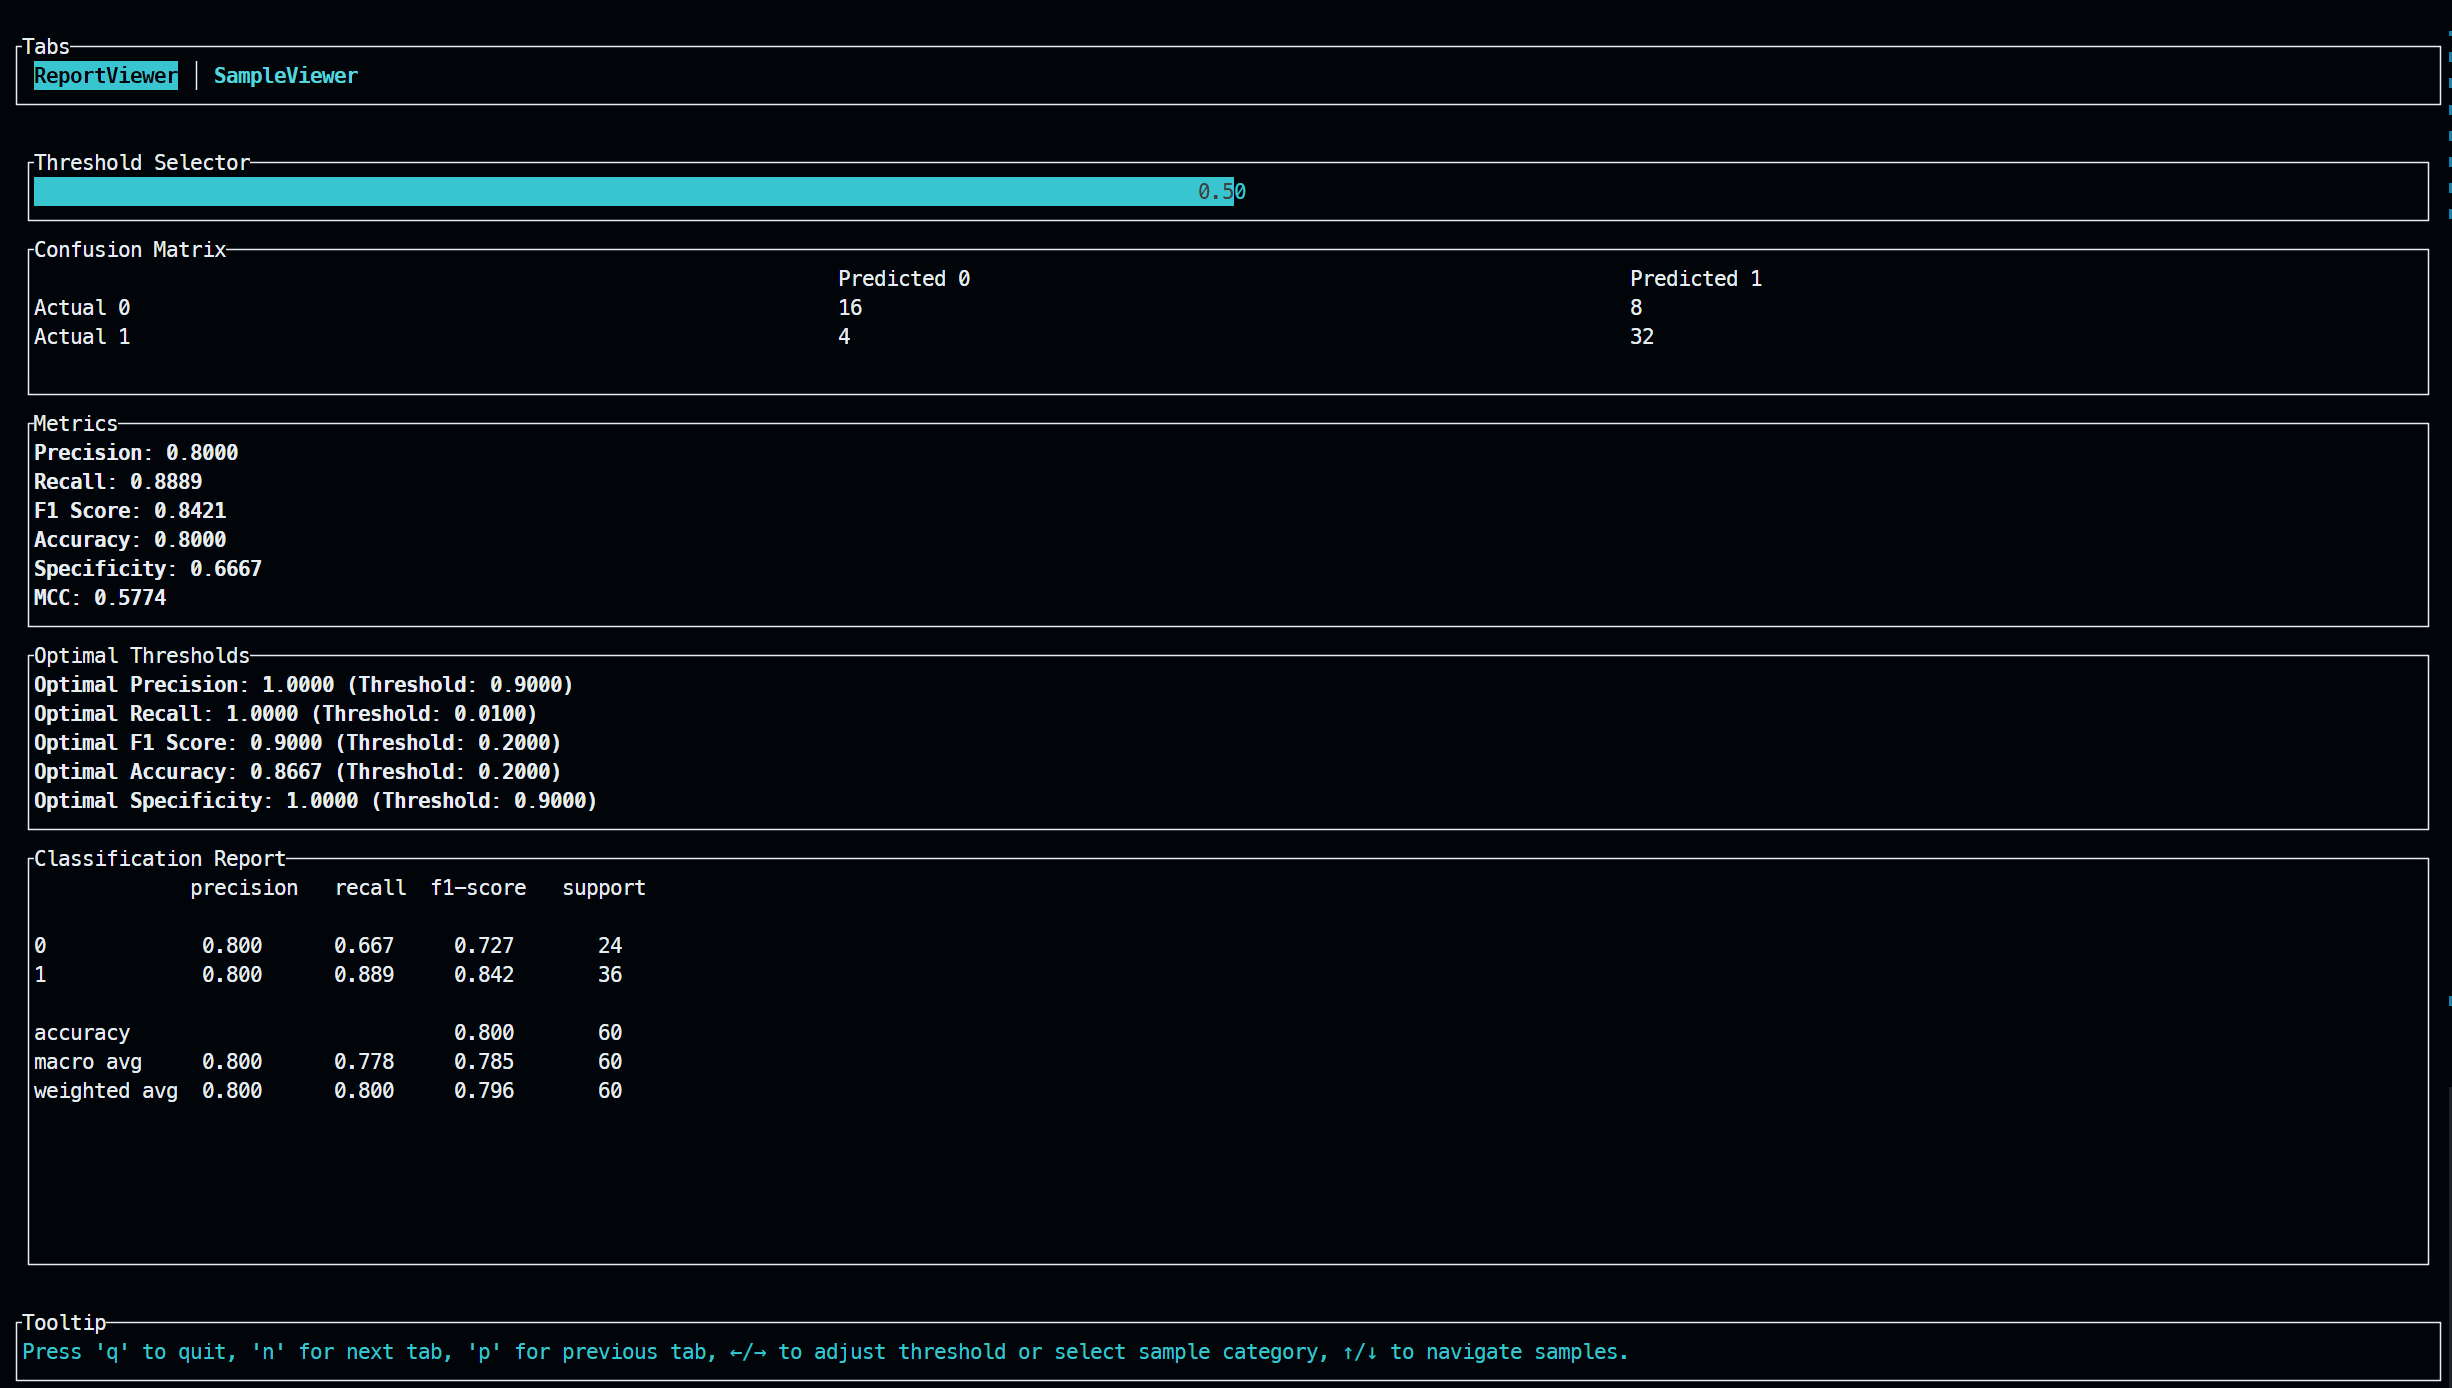 Tabs
ReportViewer │ SampleViewer
Threshold Selector
0.50
Confusion Matrix
Predicted 0 Predicted 1
Actual 0 16 8
Actual 1 4 32
Metrics
Precision: 0.8000
Recall: 0.8889
F1 Score: 0.8421
Accuracy: 0.8000
Specificity: 0.6667
MCC: 0.5774
Optimal Thresholds
Optimal Precision: 1.0000 (Threshold: 0.9000)
Optimal Recall: 1.0000 (Threshold: 0.0100)
Optimal F1 Score: 0.9000 (Threshold: 0.2000)
Optimal Accuracy: 0.8667 (Threshold: 0.2000)
Optimal Specificity: 1.0000 (Threshold: 0.9000)
Classification Report
precision recall f1-score support
0 0.800 0.667 0.727 24
1 0.800 0.889 0.842 36
accuracy 0.800 60
macro avg 0.800 0.778 0.785 60
weighted avg 0.800 0.800 0.796 60
Tooltip
Press 'q' to quit, 'n' for next tab, 'p' for previous tab, ←/→ to adjust threshold or select sample category, ↑/↓ to navigate samples.